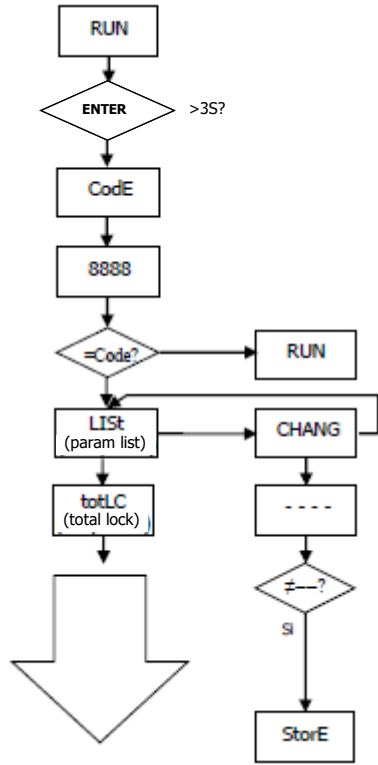 RUN
ENTER >3S?
CodE
8888
=Code? RUN
LISt
(param list)
CHANG
totLC
(total lock)
- - - -
≠----?
SI
StorE